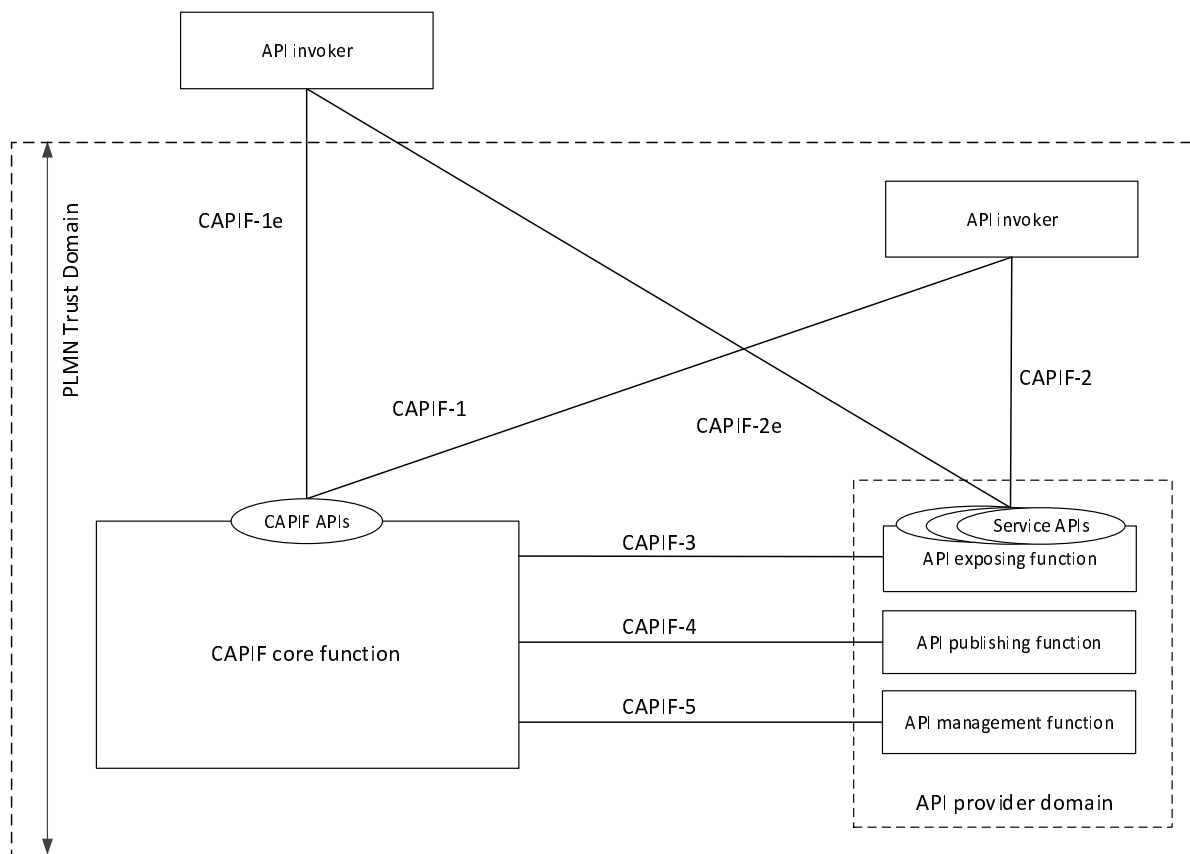 API invoker
CAPIF-1e
PLMN Trust Domain
API invoker
CAPIF-1
CAPIF-2e
CAPIF-2
CAPIF APIs
Service APIs
CAPIF-3
API exposing function
CAPIF-4
CAPIF core function
API publishing function
CAPIF-5
API management function
API provider domain